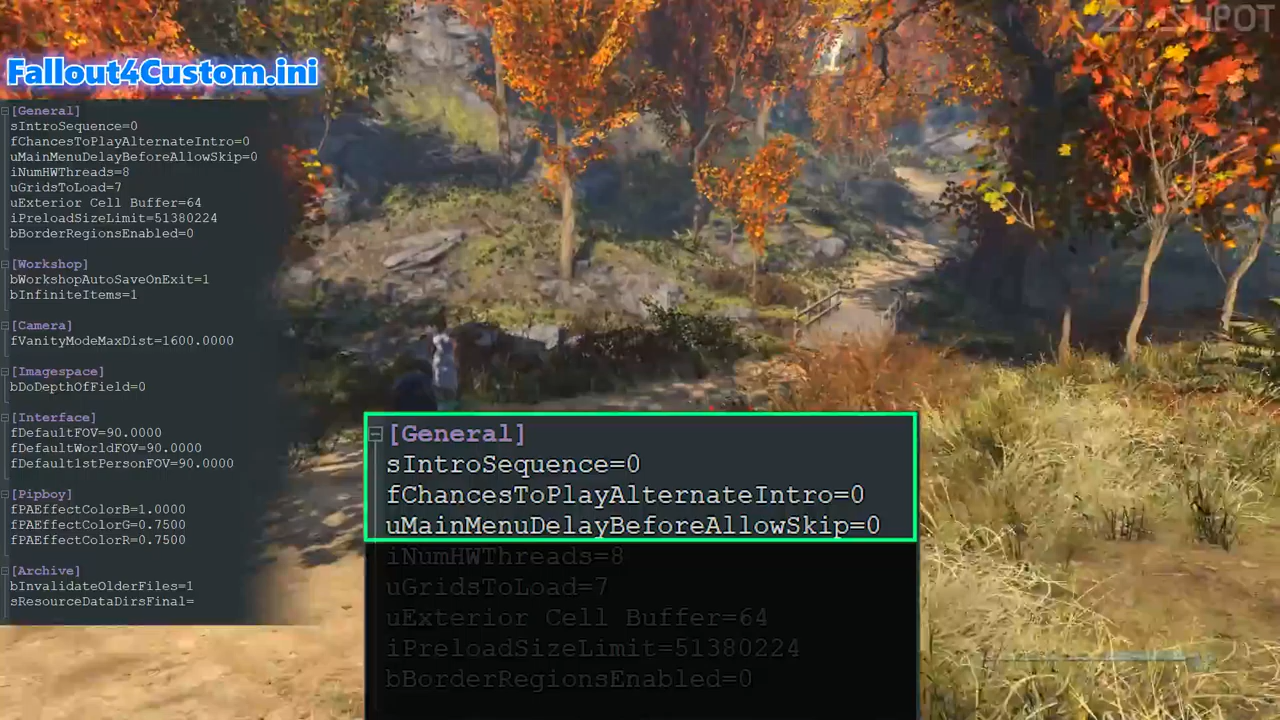 Fallout4Custom.ini
[General]
sIntroSequence=0
fChancesToPlayAlternateIntro=0
uMainMenuDelayBeforeAllowSkip=0
iNumHWThreads=8
uGridsToLoad=7
uExterior Cell Buffer=64
iPreloadSizeLimit=51380224
bBorderRegionsEnabled=0
[Workshop]
bWorkshopAutoSaveOnExit=1
bInfiniteItems=1
[Camera]
fVanityModeMaxDist=1600.0000
[Imagespace]
bDoDepthOfField=0
[Interface]
fDefaultFOV=90.0000
fDefaultWorldFOV=90.0000
fDefault1stPersonFOV=90.0000
[Pipboy]
fPAEffectColorB=1.0000
fPAEffectColorG=0.7500
fPAEffectColorR=0.7500
[Archive]
bInvalidateOlderFiles=1
sResourceDataDirsFinal=
[General]
sIntroSequence=0
fChancesToPlayAlternateIntro=0
uMainMenuDelayBeforeAllowSkip=0
iNumHWThreads=8
uGridsToLoad=7
uExterior Cell Buffer=64
iPreloadSizeLimit=51380224
bBorderRegionsEnabled=0